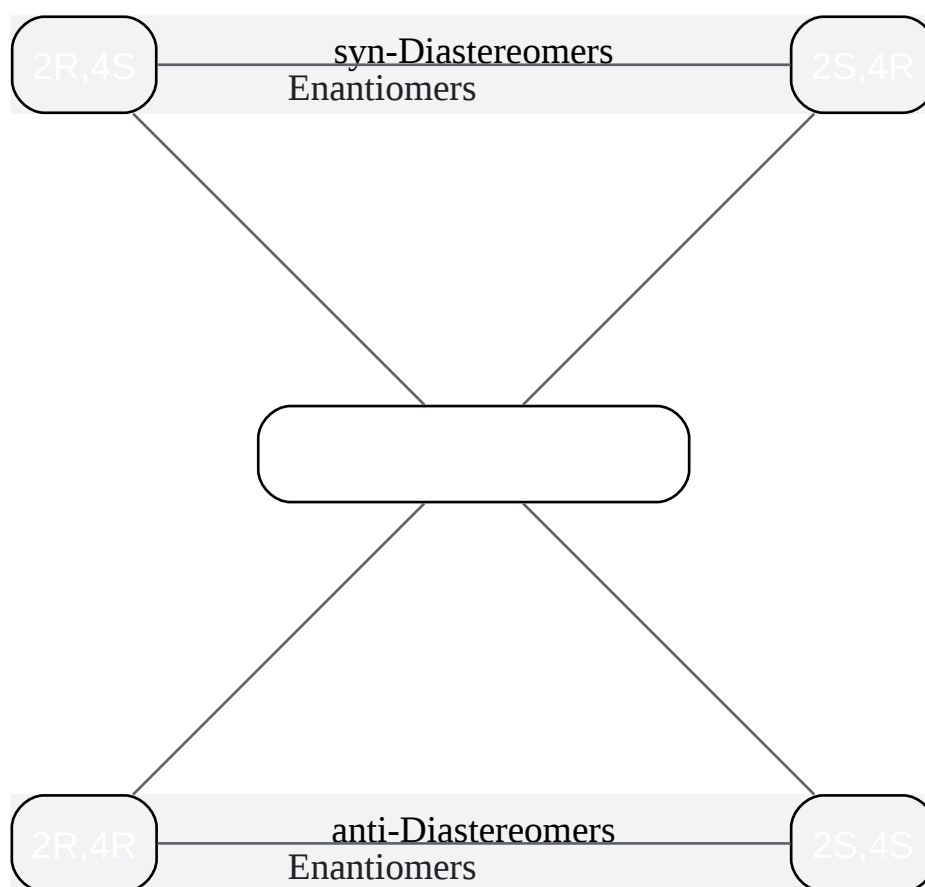 2R,4S
syn-Diastereomers
2S,4R
Enantiomers
2R,4R
anti-Diastereomers
2S,4S
Enantiomers